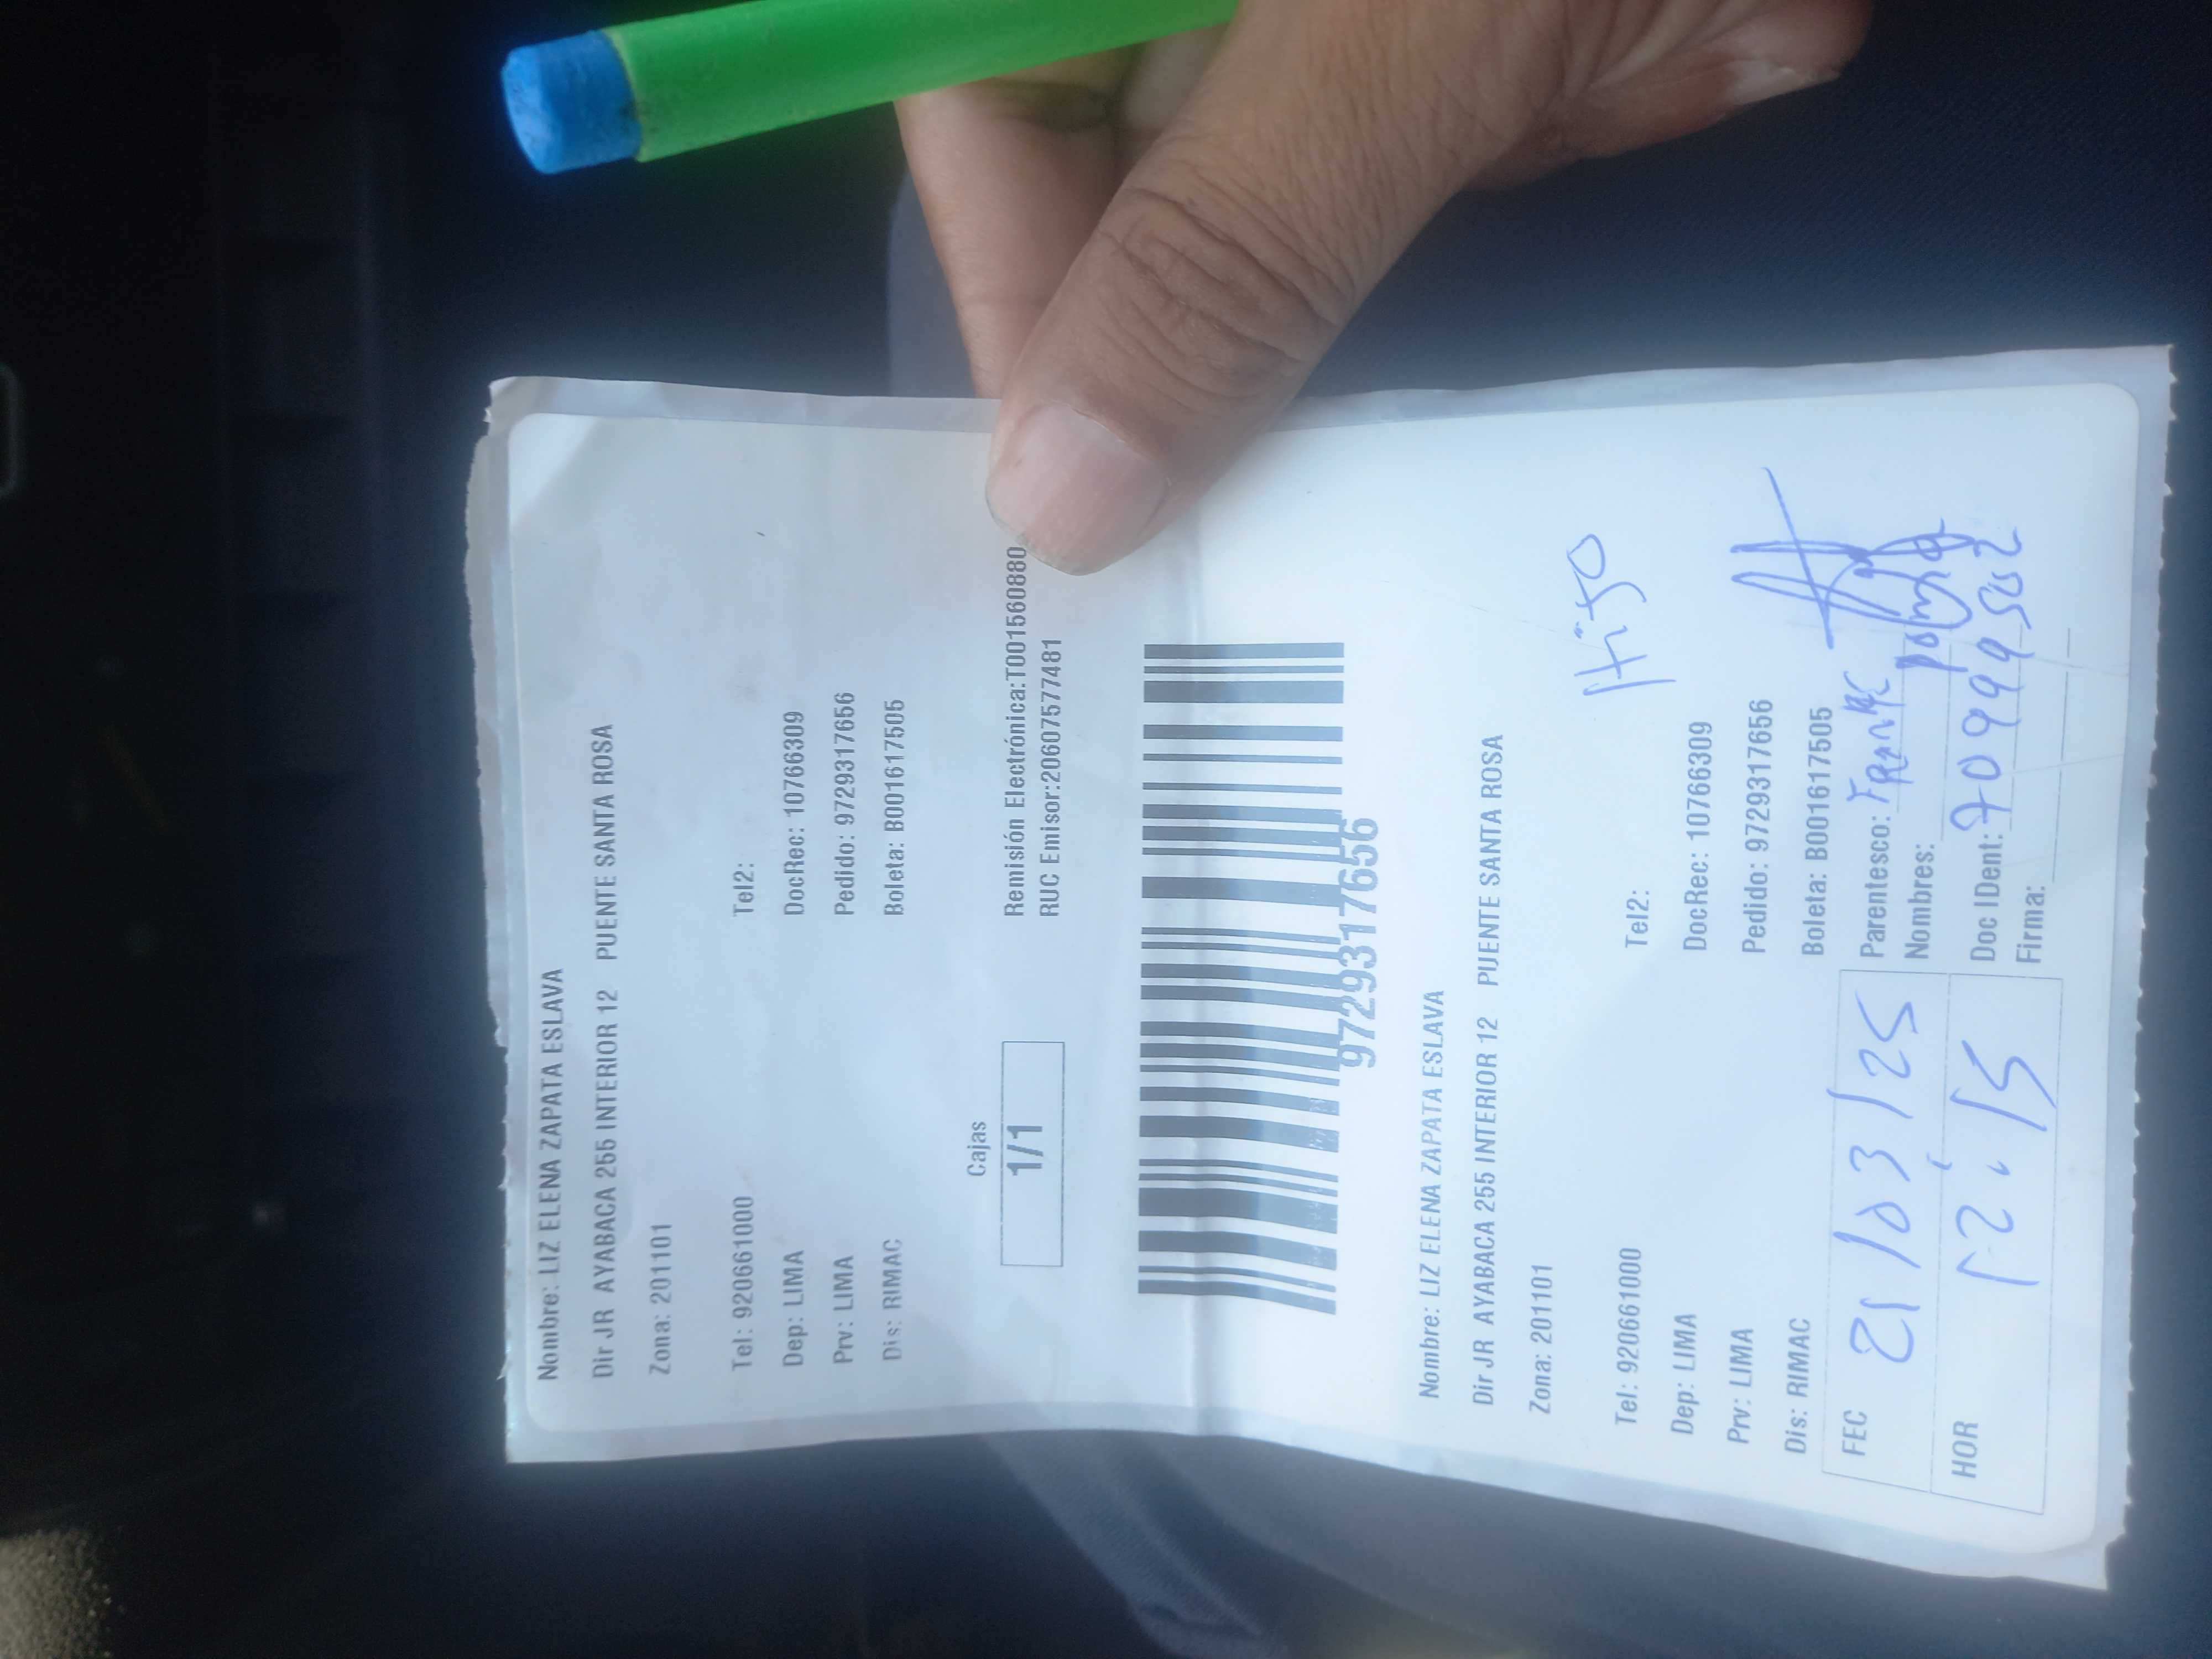 Nombre: LIZ ELENA ZAPATA ESLAVA
Dir JR AYABACA 255 INTERIOR 12 PUENTE SANTA ROSA
Zona: 201101
Tel: 920661000 Tel2:
Dep: LIMA DocRec: 10766309
Prv: LIMA Pedido: 9729317656
Dis: RIMAC Boleta: B001617505
Cajas
1/1
Remisión Electrónica:T001560880
RUC Emisor:20607577481
9729317656
Nombre: LIZ ELENA ZAPATA ESLAVA
Dir JR AYABACA 255 INTERIOR 12 PUENTE SANTA ROSA
Zona: 201101
Hijo
Tel: 920661000 Tel2:
Dep: LIMA DocRec: 10766309
Prv: LIMA Pedido: 9729317656
Dis: RIMAC Boleta: B001617505
FEC 21/03/25 Parentesco:
Nombres:
HOR 12:15 Doc IDent:
Firma: